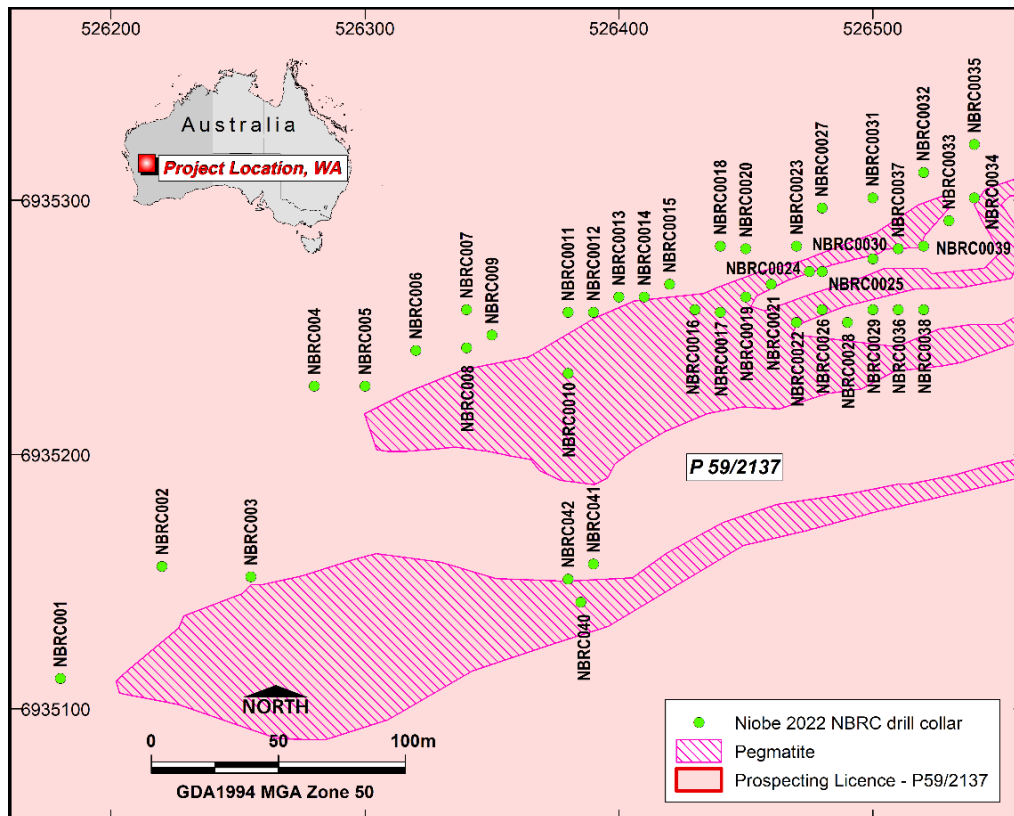 526200
526300
526400
526500
Australia
Project Location, WA
6935300
6935200
6935100
NBRC001
NBRC002
NBRC003
NBRC004
NBRC005
NBRC006
NBRC007
NBRC008
NBRC009
NBRC0010
NBRC0011
NBRC0012
NBRC0013
NBRC0014
NBRC0015
NBRC0016
NBRC0017
NBRC0018
NBRC0019
NBRC0020
NBRC0021
NBRC0022
NBRC0023
NBRC0024
NBRC0025
NBRC0026
NBRC0027
NBRC0028
NBRC0029
NBRC0030
NBRC0031
NBRC0032
NBRC0033
NBRC0034
NBRC0035
NBRC0036
NBRC0037
NBRC0038
NBRC0039
NBRC040
NBRC041
NBRC042
P 59/2137
NORTH
0 50 100m
GDA1994 MGA Zone 50
Niobe 2022 NBRC drill collar
Pegmatite
Prospecting Licence - P59/2137